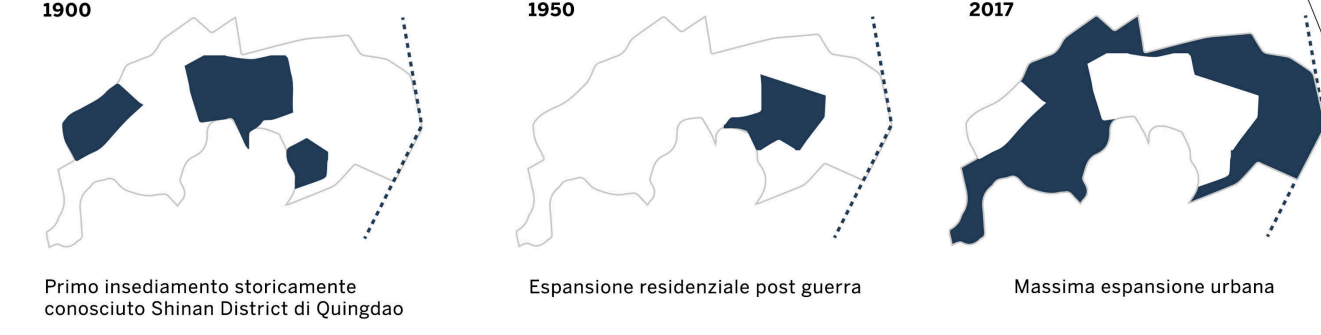 1900
1950
2017
Primo insediamento storicamente
conosciuto Shinan District di Quingdao
Espansione residenziale post guerra
Massima espansione urbana